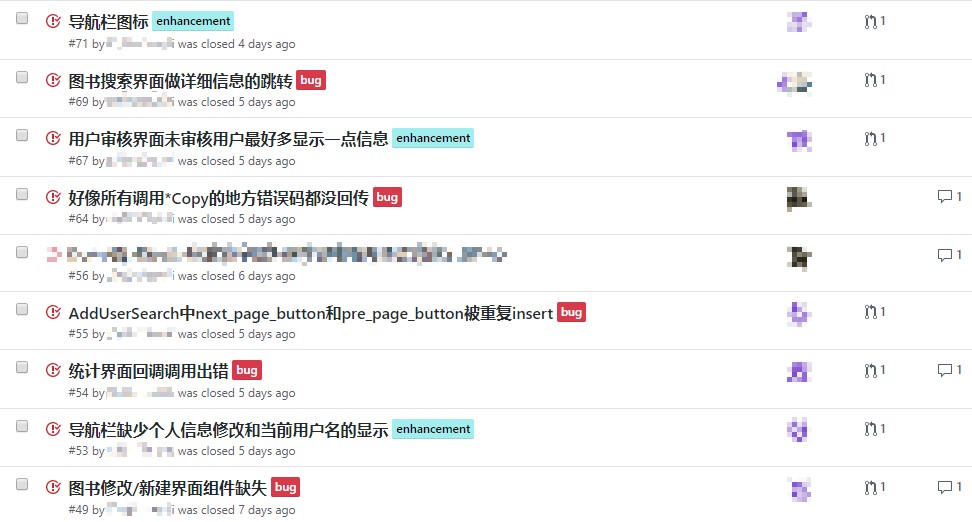 导航栏图标 enhancement
1
#71 by i was closed 4 days ago
图书搜索界面做详细信息的跳转 bug
1
#69 by was closed 5 days ago
用户审核界面未审核用户最好多显示一点信息 enhancement
1
#67 by was closed 5 days ago
好像所有调用*Copy的地方错误码都没回传 bug
1
#64 by was closed 5 days ago
1
#56 by i was closed 6 days ago
AddUserSearch中next_page_button和pre_page_button被重复insert bug
1
#55 by was closed 5 days ago
统计界面回调调用出错 bug
1 1
#54 by was closed 5 days ago
导航栏缺少个人信息修改和当前用户名的显示 enhancement
1
#53 by was closed 5 days ago
图书修改/新建界面组件缺失 bug
1 1
#49 by i was closed 7 days ago